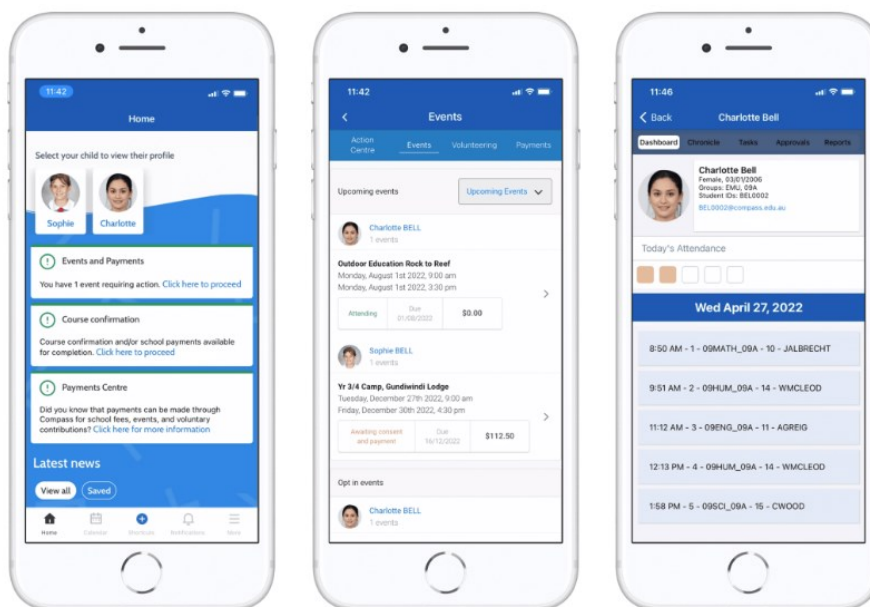 11:42
Home
Select your child to view their profile
Sophie
Charlotte
Events and Payments
You have 1 event requiring action. Click here to proceed
Course confirmation
Course confirmation and/or school payments available
for completion. Click here to proceed
Payments Centre
Did you know that payments can be made through
Compass for school fees, events, and voluntary
contributions? Click here for more information
Latest news
View all
Saved
Home
Calendar
Shortcuts
Notifications
More
11:42
Events
Action
Centre
Events
Volunteering
Payments
Upcoming events
Upcoming Events
Charlotte BELL
1 events
Outdoor Education Rock to Reef
Monday, August 1st 2022, 9:00 am
Monday, August 1st 2022, 3:30 pm
Attending
Due
01/08/2022
$0.00
Sophie BELL
1 events
Yr 3/4 Camp, Gundiwindi Lodge
Tuesday, December 27th 2022, 9:00 am
Friday, December 30th 2022, 4:30 pm
Awaiting consent
and payment
Due
16/12/2022
$112.50
Opt in events
Charlotte BELL
1 events
11:46
Back
Charlotte Bell
Dashboard
Chronicle
Tasks
Approvals
Reports
Charlotte Bell
Female, 03/01/2006
Groups: EMU, 09A
Student IDs: BEL0002
BEL0002@compass.edu.au
Today's Attendance
Wed April 27, 2022
8:50 AM - 1 - 09MATH_09A - 10 - JALBRECHT
9:51 AM - 2 - 09HUM_09A - 14 - WMCLEOD
11:12 AM - 3 - 09ENG_09A - 11 - AGREIG
12:13 PM - 4 - 09HUM_09A - 14 - WMCLEOD
1:58 PM - 5 - 09SCI_09A - 15 - CWOOD